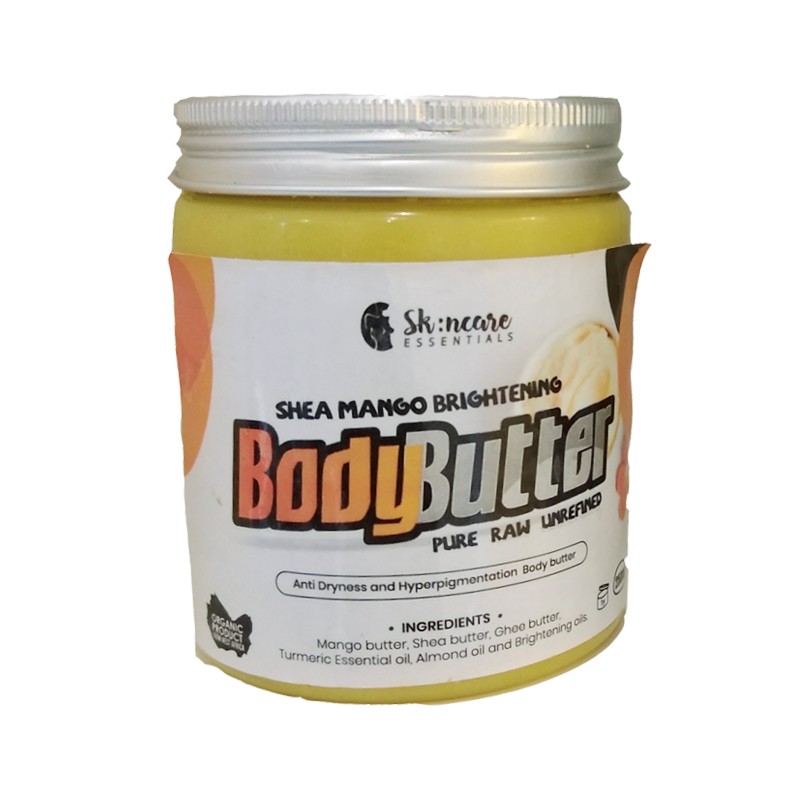 Sk:ncare
ESSENTIALS
SHEA MANGO BRIGHTENING
BodyButter
PURE RAW UNREFINED
Anti Dryness and Hyperpigmentation Body butter
• INGREDIENTS •
Mango butter, Shea butter, Ghee butter,
Turmeric Essential oil, Almond oil and Brightening oils.
ORGANIC
PRODUCT